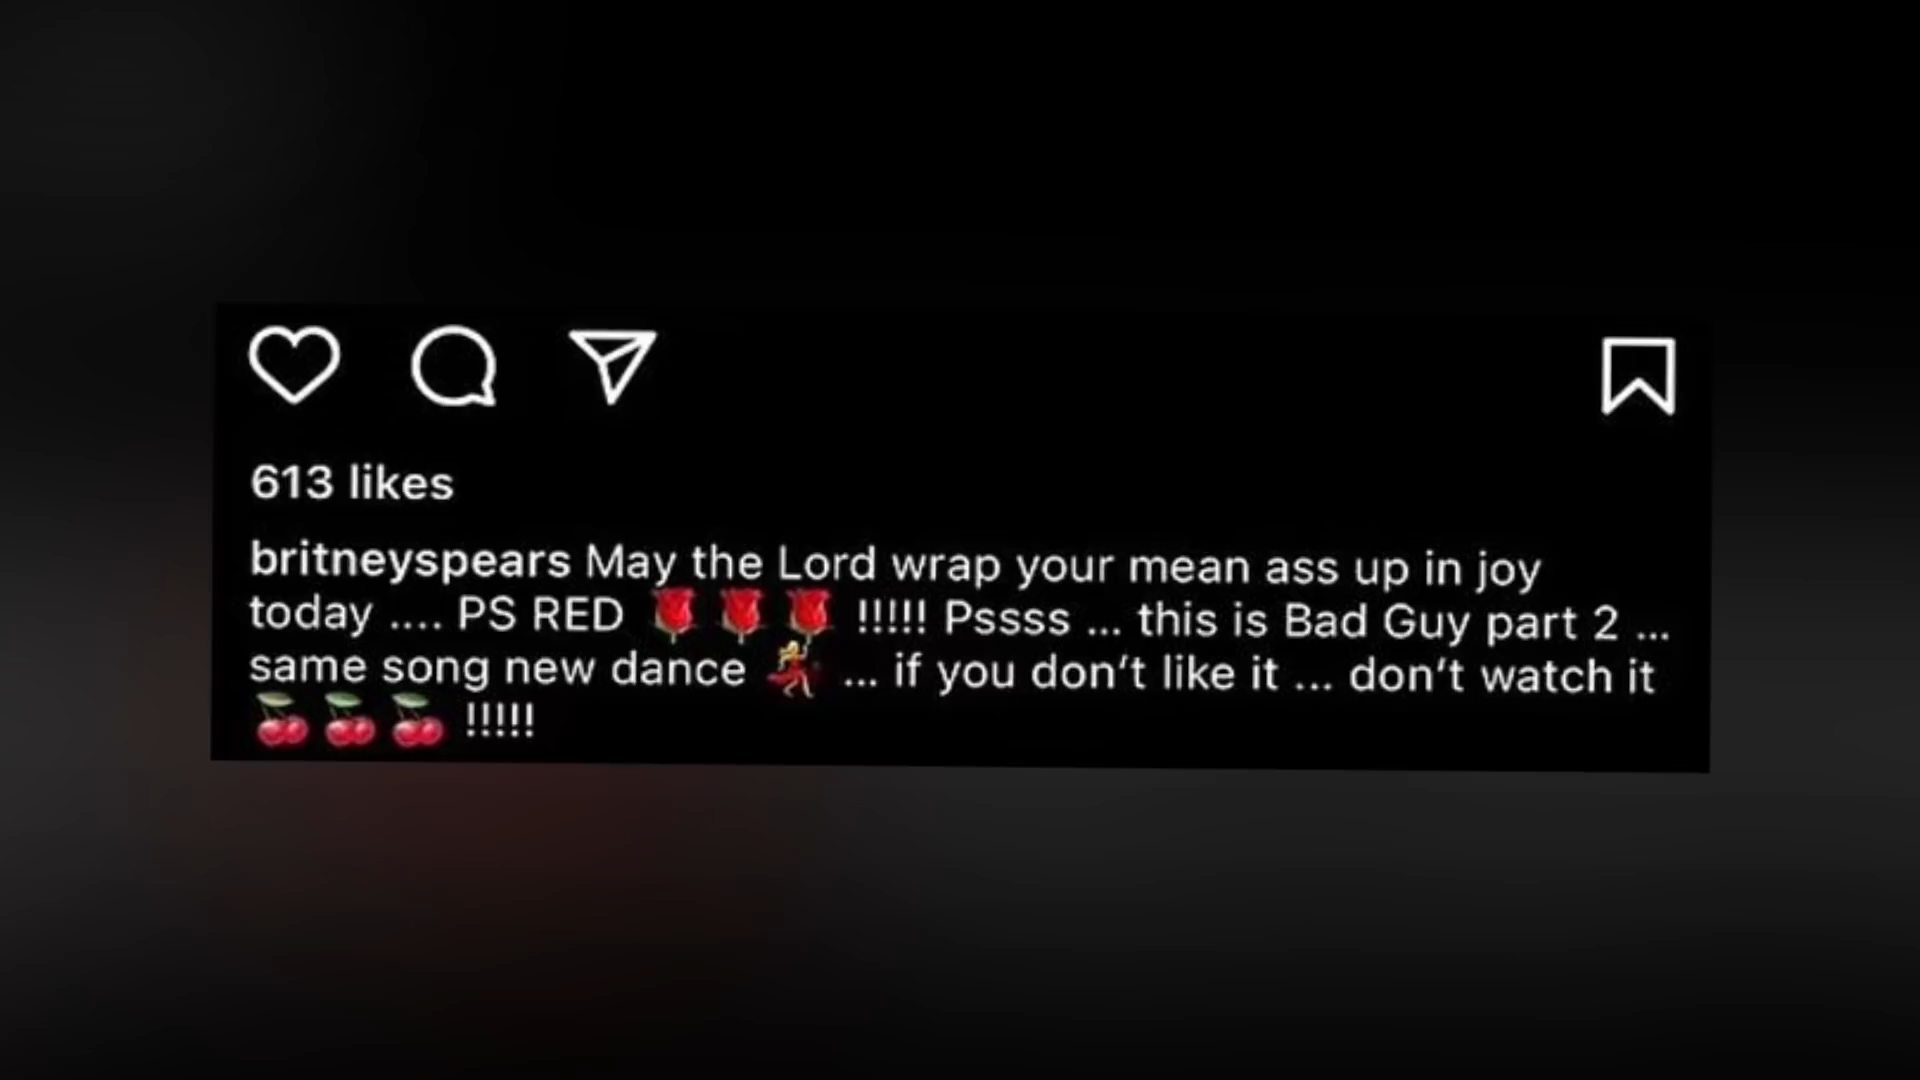 613 likes
britneyspears May the Lord wrap your mean ass up in joy
today .... PS RED 🌹 🌹 🌹 !!!!! Pssss ... this is Bad Guy part 2 ...
same song new dance 💃 ... if you don’t like it ... don’t watch it
🍒 🍒 🍒 !!!!!